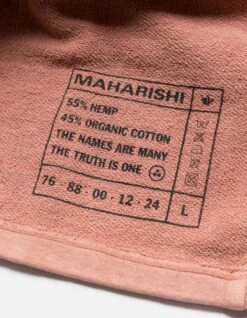 MAHARISHI
55% HEMP
45% ORGANIC COTTON
THE NAMES ARE MANY
THE TRUTH IS ONE
76 · 88 · 00 · 12 · 24
L